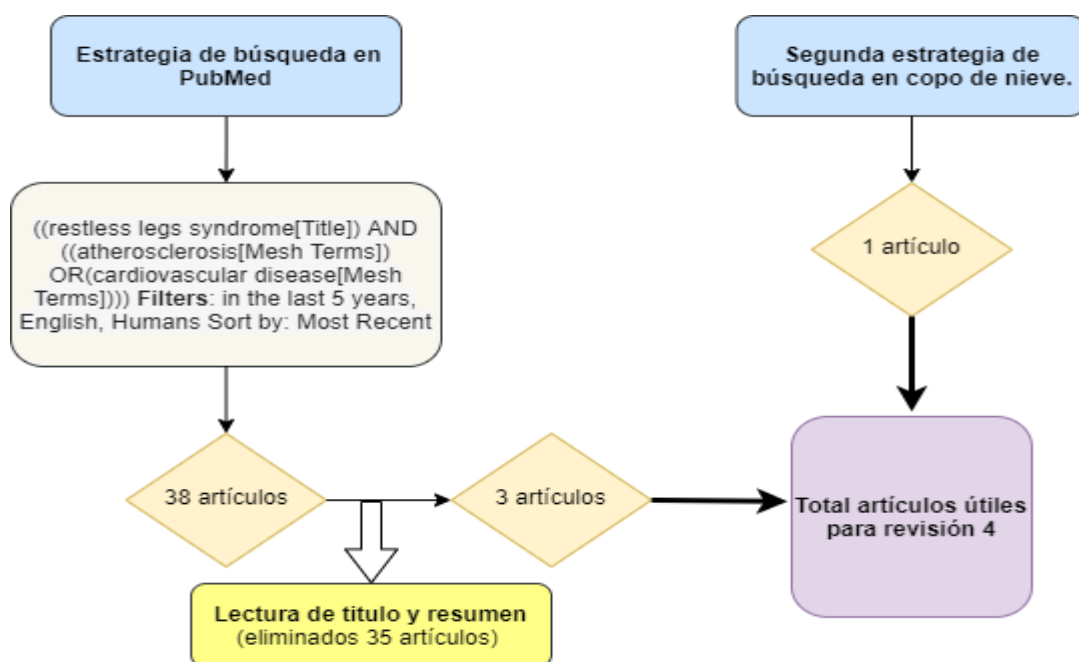 Estrategia de búsqueda en
PubMed
Segunda estrategia de
búsqueda en copo de nieve.
((restless legs syndrome[Title]) AND
((atherosclerosis[Mesh Terms])
OR(cardiovascular disease[Mesh
Terms]))) Filters: in the last 5 years,
English, Humans Sort by: Most Recent
1 artículo
38 artículos
3 artículos
Total artículos útiles
para revisión 4
Lectura de titulo y resumen
(eliminados 35 artículos)